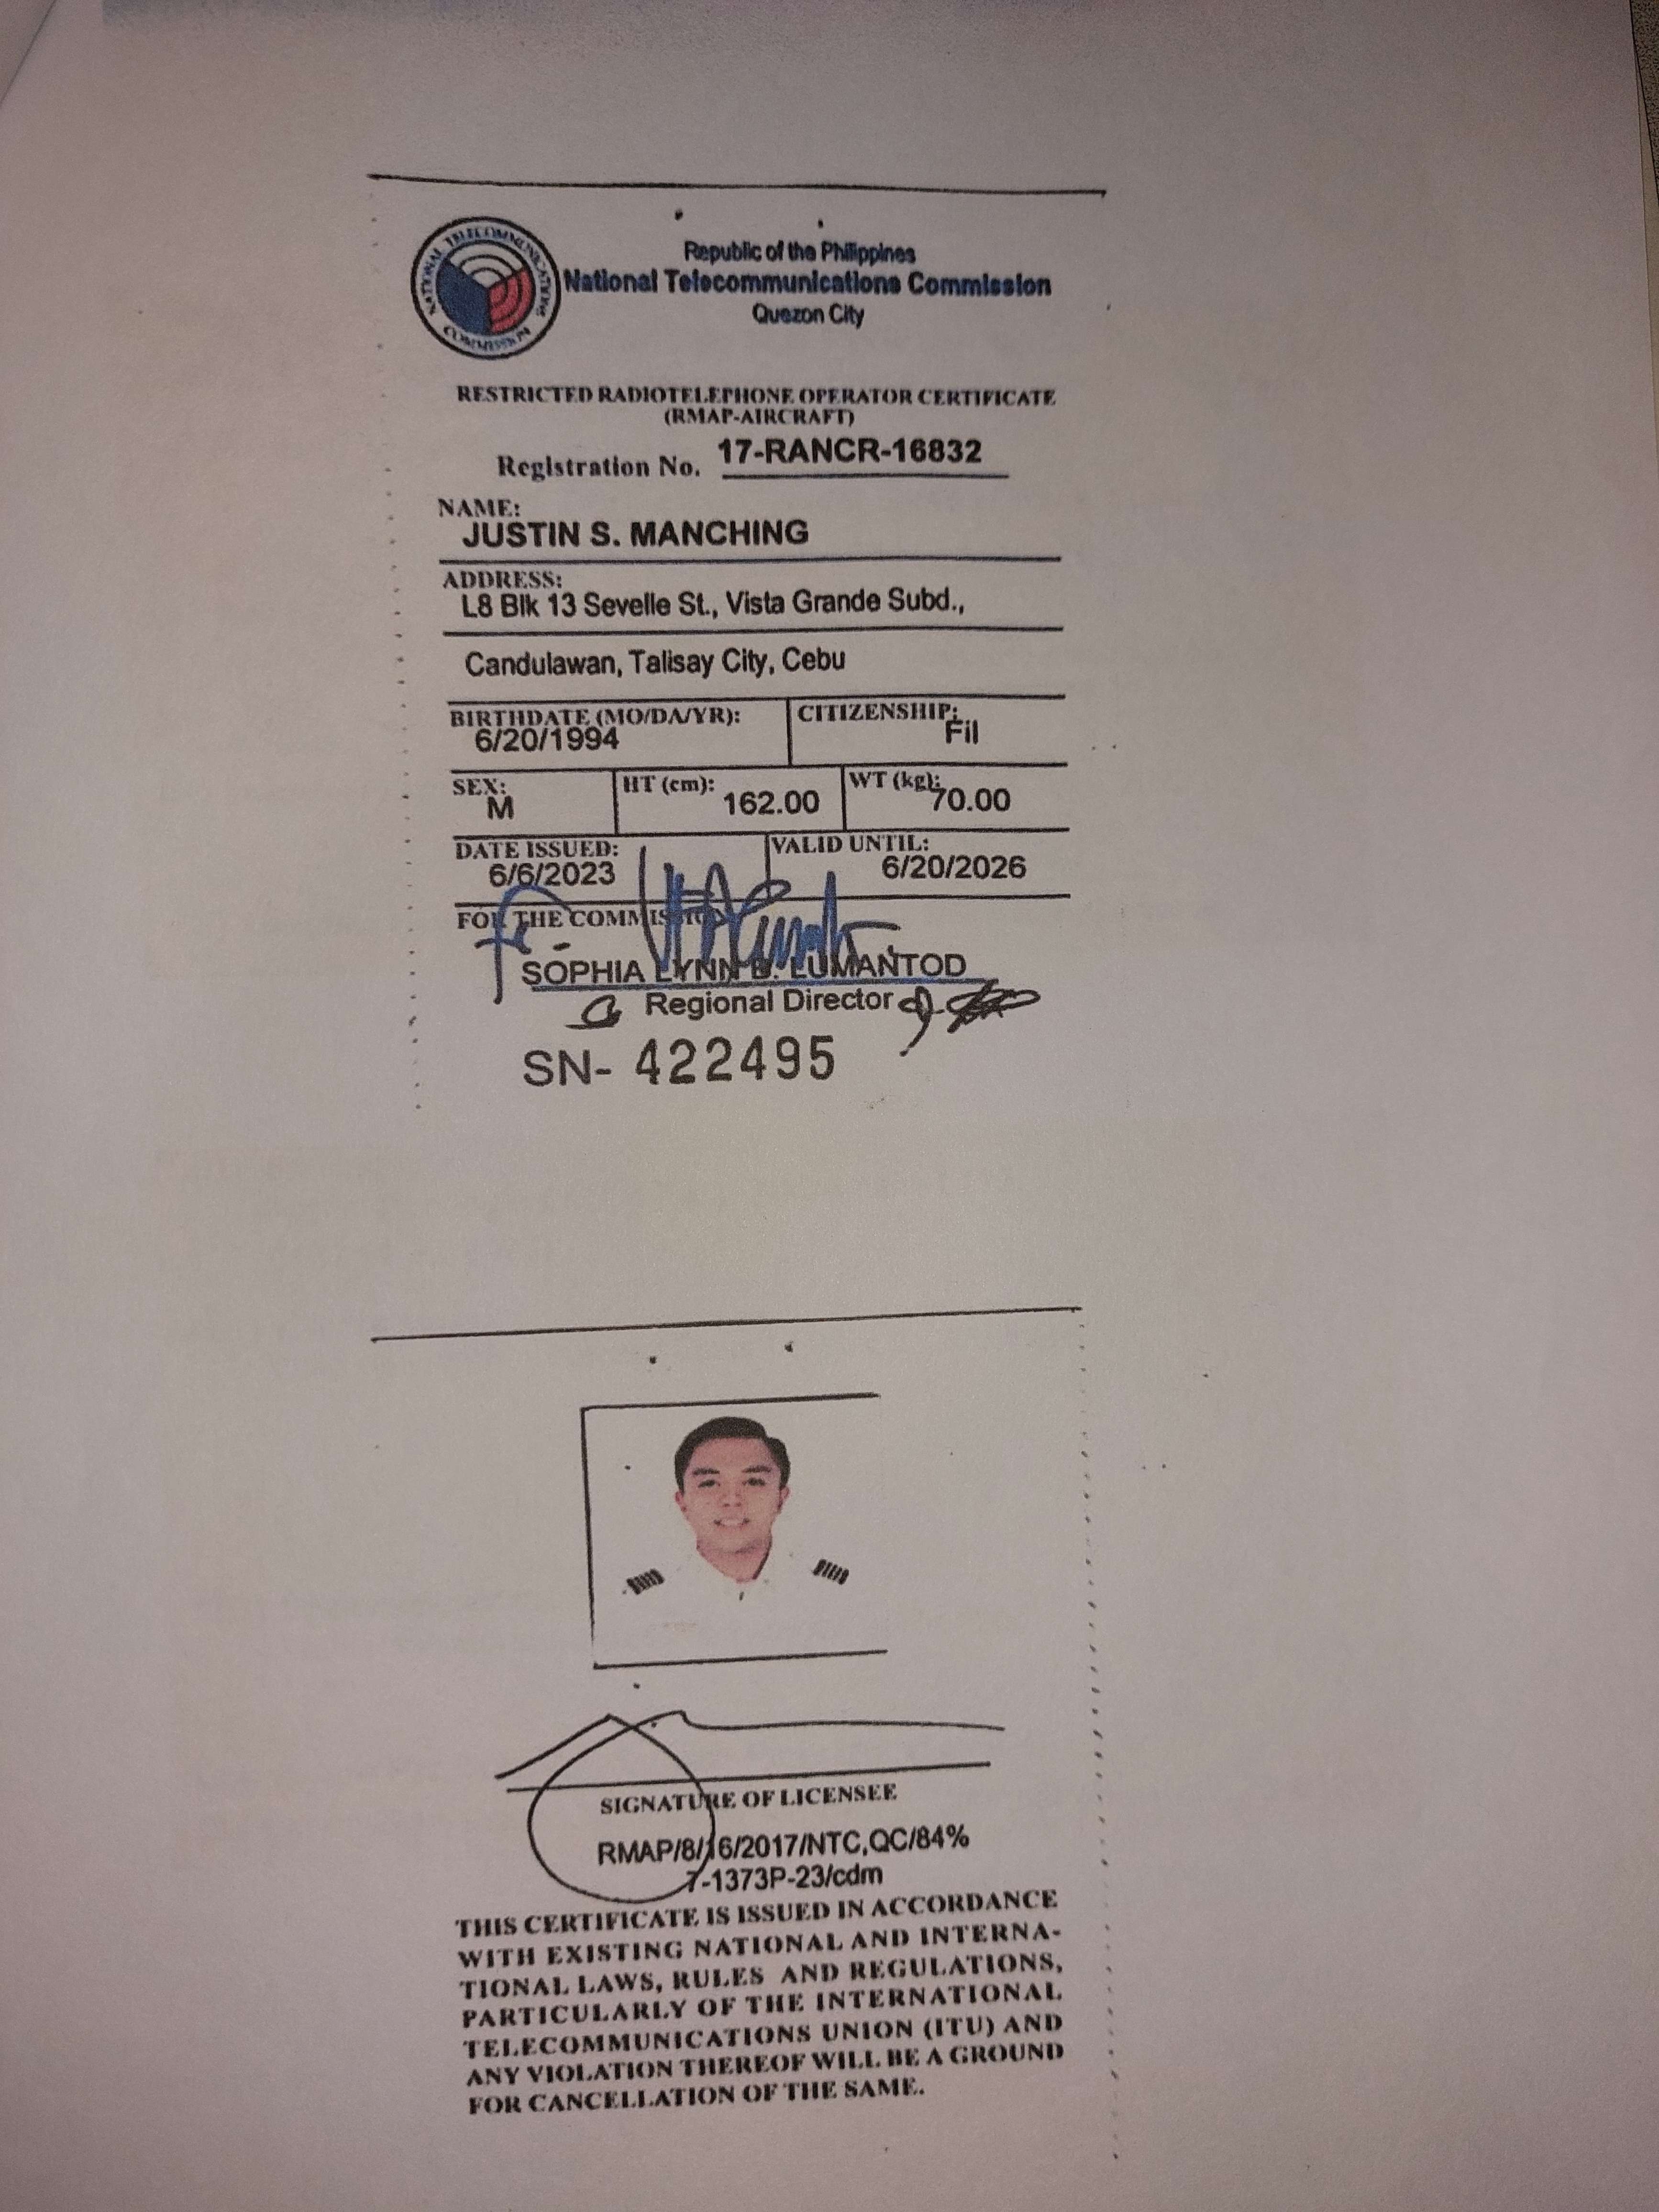 NATIONAL TELECOMMUNICATIONS COMMISSION
Republic of the Philippines
National Telecommunications Commission
Quezon City
RESTRICTED RADIOTELEPHONE OPERATOR CERTIFICATE
(RMAP-AIRCRAFT)
Registration No. 17-RANCR-16832
NAME:
JUSTIN S. MANCHING
ADDRESS:
L8 Blk 13 Sevelle St., Vista Grande Subd.,
Candulawan, Talisay City, Cebu
BIRTHDATE (MO/DA/YR): CITIZENSHIP:
6/20/1994 Fil
SEX: HT (cm): WT (kg):
M 162.00 70.00
DATE ISSUED: VALID UNTIL:
6/6/2023 6/20/2026
FOR THE COMMISSION
SOPHIA LYNN B. LUMANTOD
Regional Director
SN- 422495
SIGNATURE OF LICENSEE
RMAP/8/16/2017/NTC,QC/84%
7-1373P-23/cdm
THIS CERTIFICATE IS ISSUED IN ACCORDANCE
WITH EXISTING NATIONAL AND INTERNA-
TIONAL LAWS, RULES AND REGULATIONS,
PARTICULARLY OF THE INTERNATIONAL
TELECOMMUNICATIONS UNION (ITU) AND
ANY VIOLATION THEREOF WILL BE A GROUND
FOR CANCELLATION OF THE SAME.